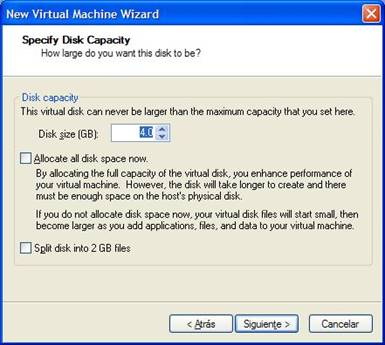 New Virtual Machine Wizard
Specify Disk Capacity
How large do you want this disk to be?
Disk capacity
This virtual disk can never be larger than the maximum capacity that you set here.
Disk size (GB): 4.0
Allocate all disk space now.
By allocating the full capacity of the virtual disk, you enhance performance of
your virtual machine. However, the disk will take longer to create and there
must be enough space on the host's physical disk.
If you do not allocate disk space now, your virtual disk files will start small, then
become larger as you add applications, files, and data to your virtual machine.
Split disk into 2 GB files
< Atrás
Siguiente >
Cancelar